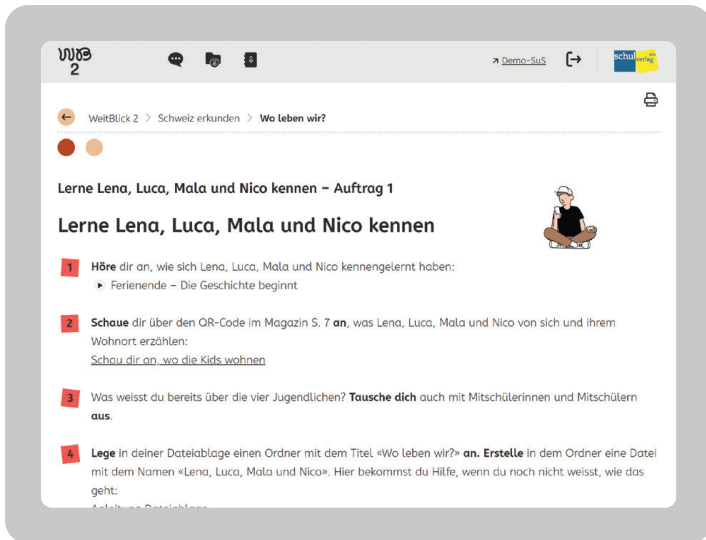 WB
2
Demo-SuS
schulverlag plus
WeitBlick 2 > Schweiz erkunden > Wo leben wir?
Lerne Lena, Luca, Mala und Nico kennen – Auftrag 1
Lerne Lena, Luca, Mala und Nico kennen
1 Höre dir an, wie sich Lena, Luca, Mala und Nico kennengelernt haben:
Ferienende – Die Geschichte beginnt
2 Schaue dir über den QR-Code im Magazin S. 7 an, was Lena, Luca, Mala und Nico von sich und ihrem
Wohnort erzählen:
Schau dir an, wo die Kids wohnen
3 Was weisst du bereits über die vier Jugendlichen? Tausche dich auch mit Mitschülerinnen und Mitschülern
aus.
4 Lege in deiner Dateiablage einen Ordner mit dem Titel «Wo leben wir?» an. Erstelle in dem Ordner eine Datei
mit dem Namen «Lena, Luca, Mala und Nico». Hier bekommst du Hilfe, wenn du noch nicht weisst, wie das
geht:
Anleitung Dateiablage